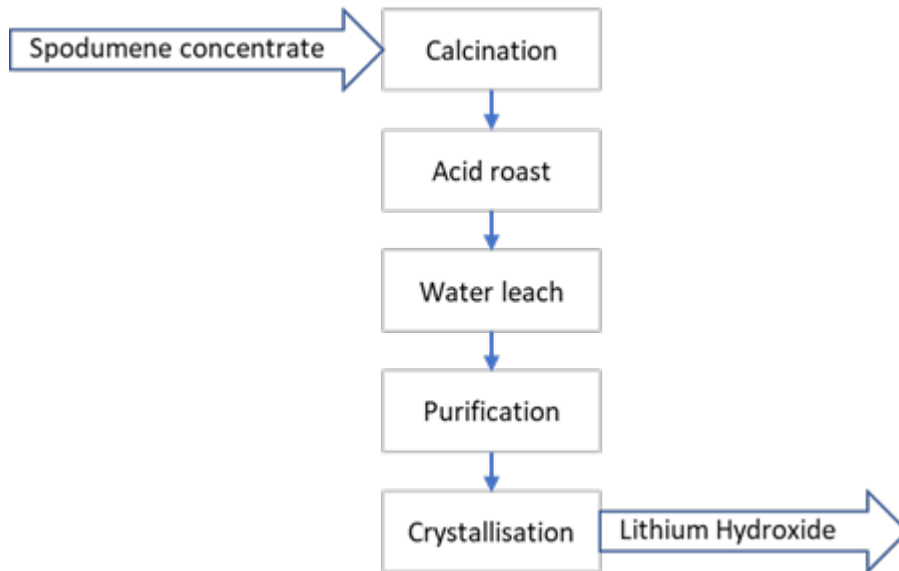 Spodumene concentrate
Calcination
Acid roast
Water leach
Purification
Crystallisation
Lithium Hydroxide